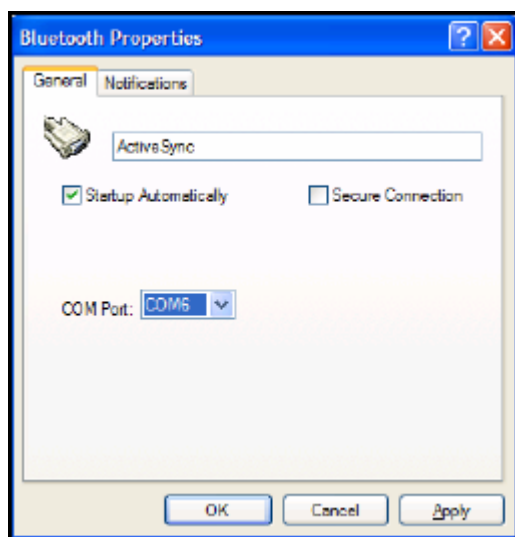 Bluetooth Properties
?
General Notifications
ActiveSync
Startup Automatically Secure Connection
COM Port: COM6
OK Cancel Apply